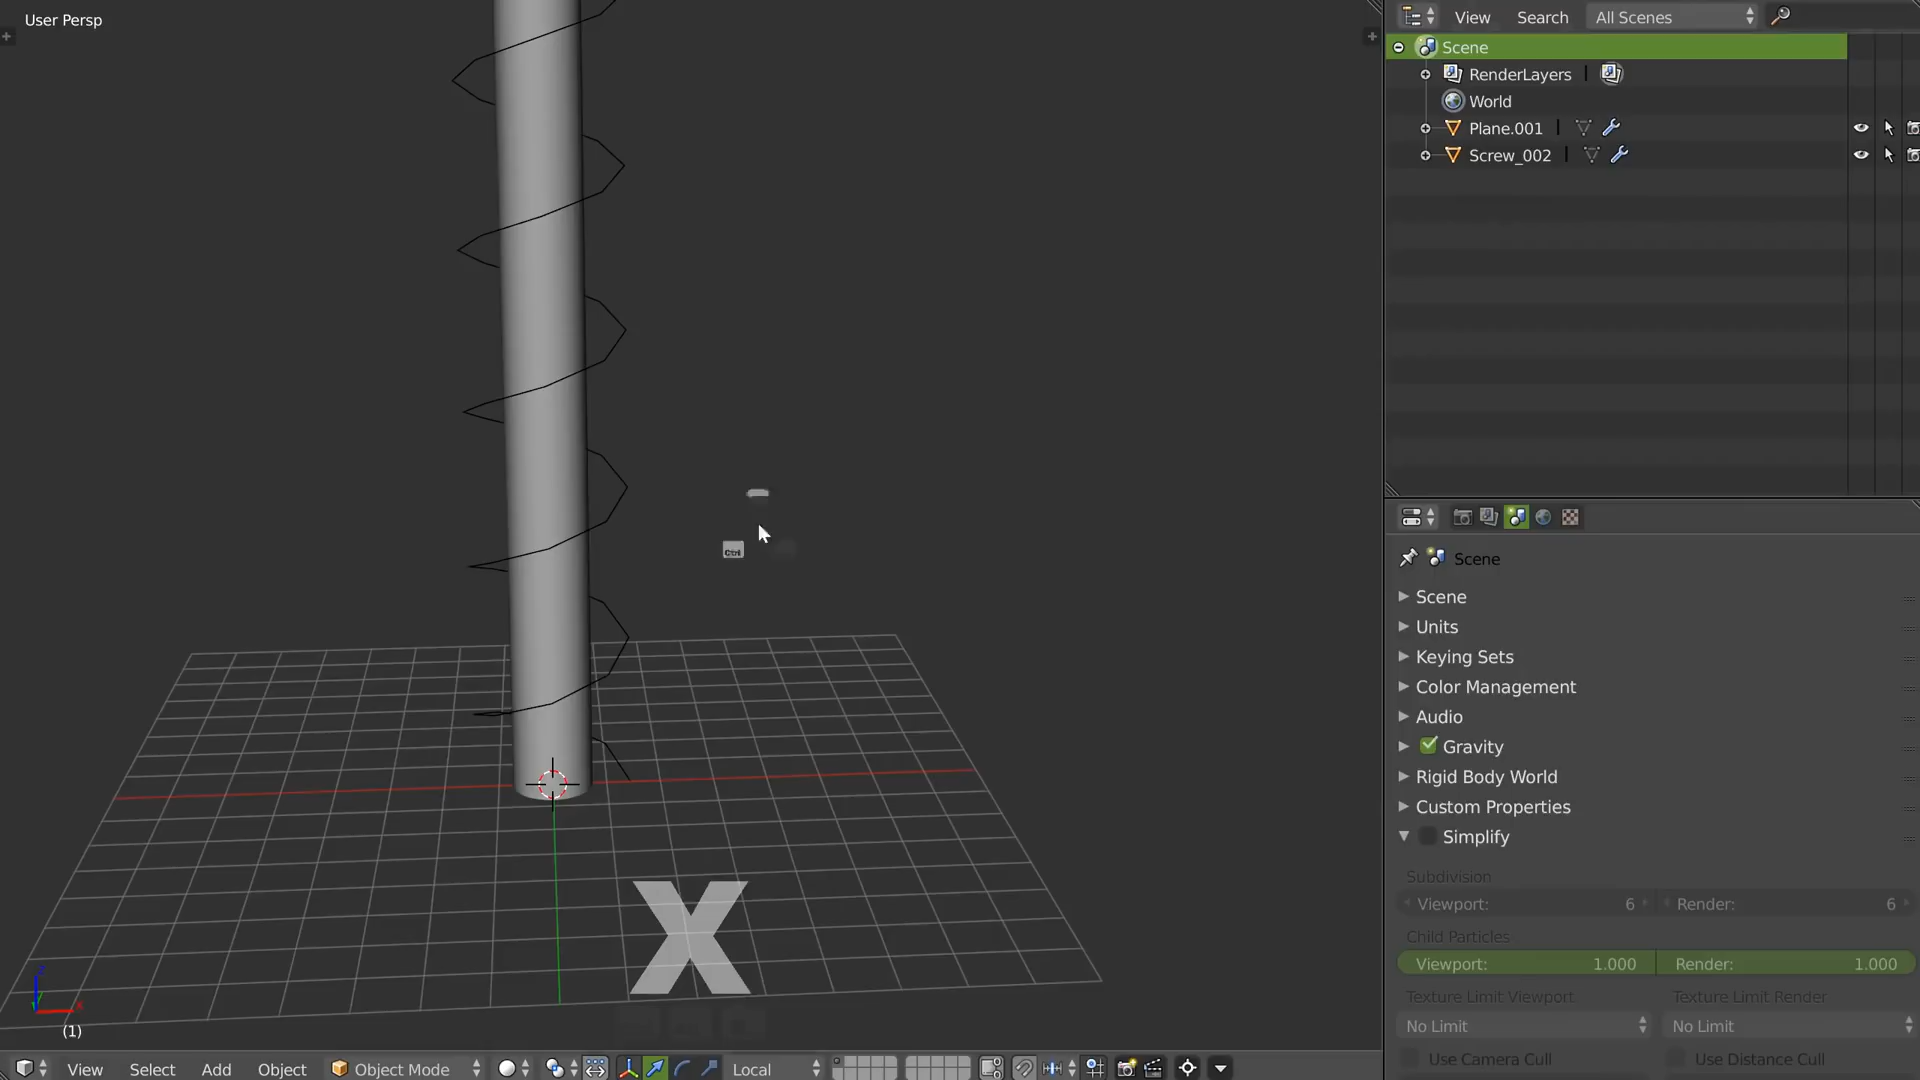 User Persp
View Search All Scenes
Scene
RenderLayers
World
Plane.001
Screw_002
Ctrl
Scene
Scene
Units
Keying Sets
Color Management
Audio
Gravity
Rigid Body World
Custom Properties
Simplify
Subdivision
Viewport: 6 Render: 6
Child Particles
Viewport: 1.000 Render: 1.000
Texture Limit Viewport Texture Limit Render
No Limit No Limit
Use Camera Cull Use Distance Cull
X
(1)
View Select Add Object Object Mode Local